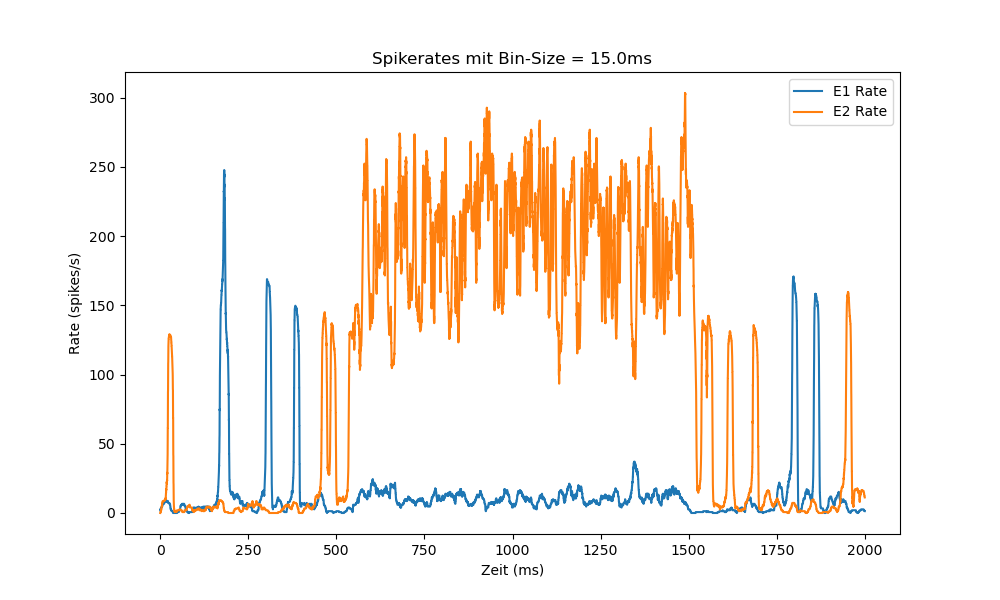 Spikerates mit Bin-Size = 15.0ms
E1 Rate
E2 Rate
300
250
200
150
100
50
0
Rate (spikes/s)
0 250 500 750 1000 1250 1500 1750 2000
Zeit (ms)